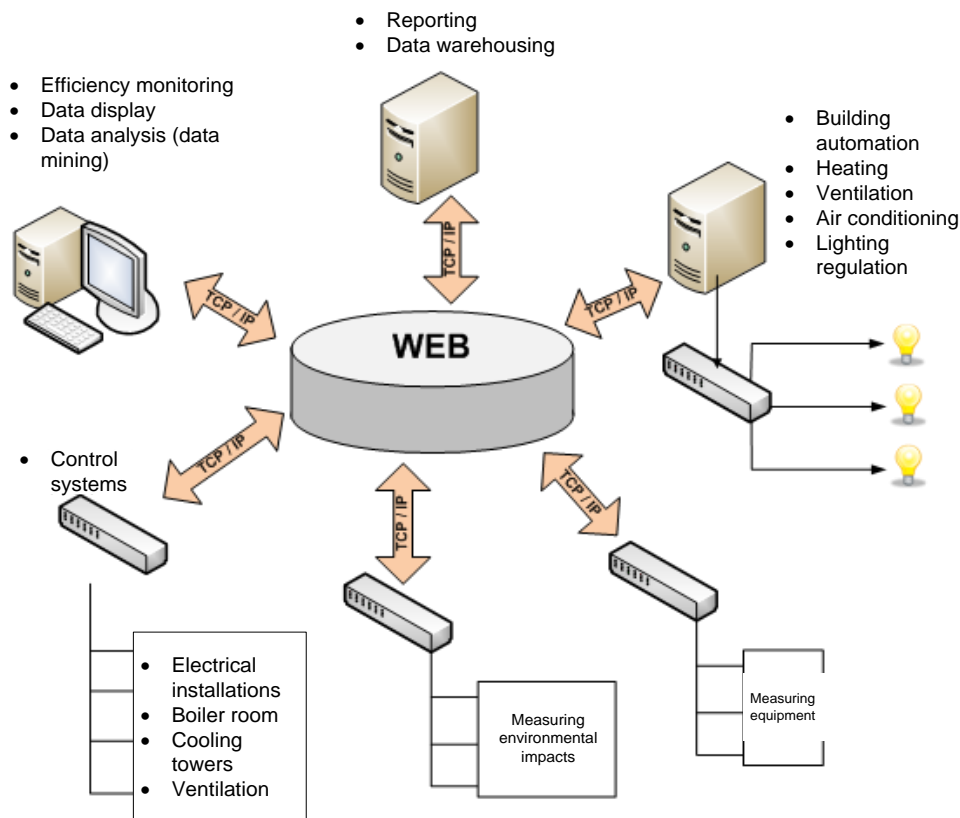 • Reporting
• Data warehousing
• Efficiency monitoring
• Data display
• Data analysis (data
mining)
• Building
automation
• Heating
• Ventilation
• Air conditioning
• Lighting
regulation
TCP / IP
TCP / IP
TCP / IP
WEB
TCP / IP
TCP / IP
TCP / IP
• Control
systems
• Electrical
installations
• Boiler room
• Cooling
towers
• Ventilation
Measuring
environmental
impacts
Measuring
equipment